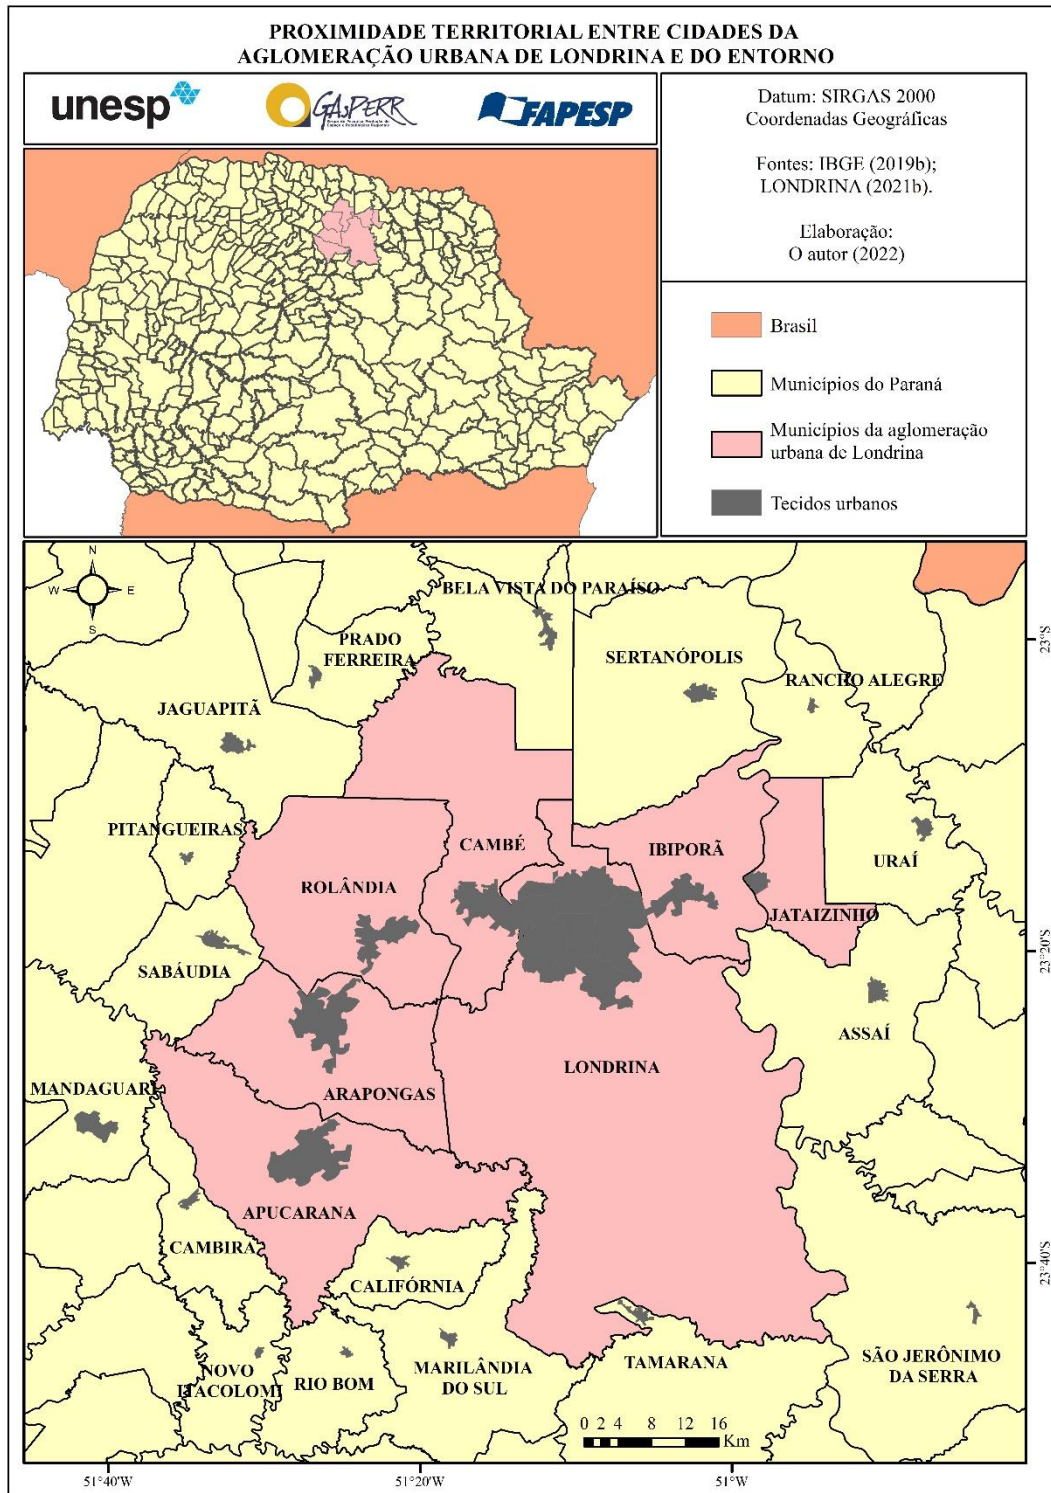 PROXIMIDADE TERRITORIAL ENTRE CIDADES DA
AGLOMERAÇÃO URBANA DE LONDRINA E DO ENTORNO
unesp
GAsPERR
FAPESP
Datum: SIRGAS 2000
Coordenadas Geográficas
Fontes: IBGE (2019b);
LONDRINA (2021b).
Elaboração:
O autor (2022)
Brasil
Municípios do Paraná
Municípios da aglomeração
urbana de Londrina
Tecidos urbanos
N
W
E
S
BELA VISTA DO PARAÍSO
PRADO
FERREIRA
SERTANÓPOLIS
RANCHO ALEGRE
JAGUAPITÃ
PITANGUEIRAS
CAMBÉ
IBIPORÃ
URAÍ
ROLÂNDIA
JATAIZINHO
SABÁUDIA
ASSAÍ
LONDRINA
MANDAGUARI
ARAPONGAS
APUCARANA
CAMBIRA
CALIFÓRNIA
NOVO
ITACOLOMI
RIO BOM
MARILÂNDIA
DO SUL
TAMARANA
SÃO JERÔNIMO
DA SERRA
0 2 4 8 12 16
Km
23°S
23°20'S
23°40'S
51°40'W
51°20'W
51°W